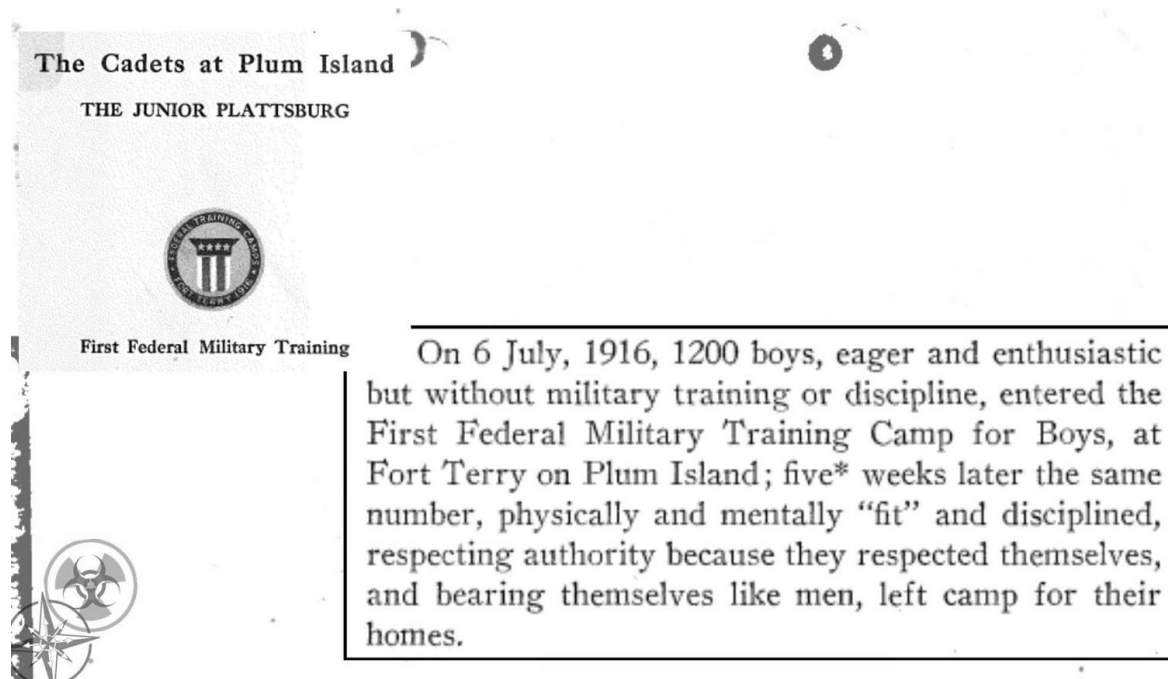 The Cadets at Plum Island
THE JUNIOR PLATTSBURG
FEDERAL TRAINING CAMPS
FORT TERRY 1916
First Federal Military Training
On 6 July, 1916, 1200 boys, eager and enthusiastic
but without military training or discipline, entered the
First Federal Military Training Camp for Boys, at
Fort Terry on Plum Island; five* weeks later the same
number, physically and mentally “fit” and disciplined,
respecting authority because they respected themselves,
and bearing themselves like men, left camp for their
homes.